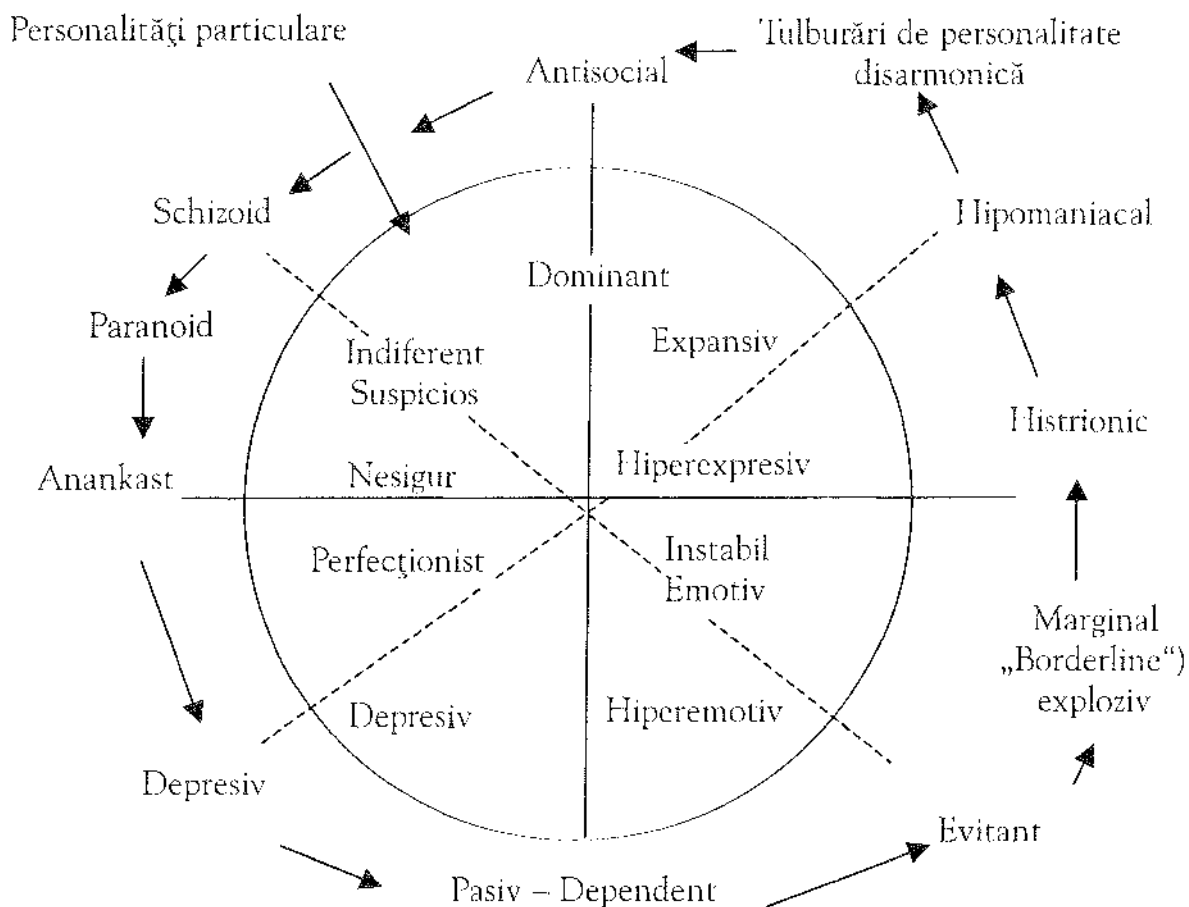 Personalităţi particulare
Tulburări de personalitate
disarmonică
Antisocial
Schizoid
Hipomaniacal
Dominant
Paranoid
Indiferent
Suspicios
Expansiv
Histrionic
Anankast
Nesigur
Hiperexpresiv
Perfecţionist
Instabil
Emotiv
Marginal
„Borderline“)
exploziv
Depresiv
Hiperemotiv
Depresiv
Evitant
Pasiv – Dependent